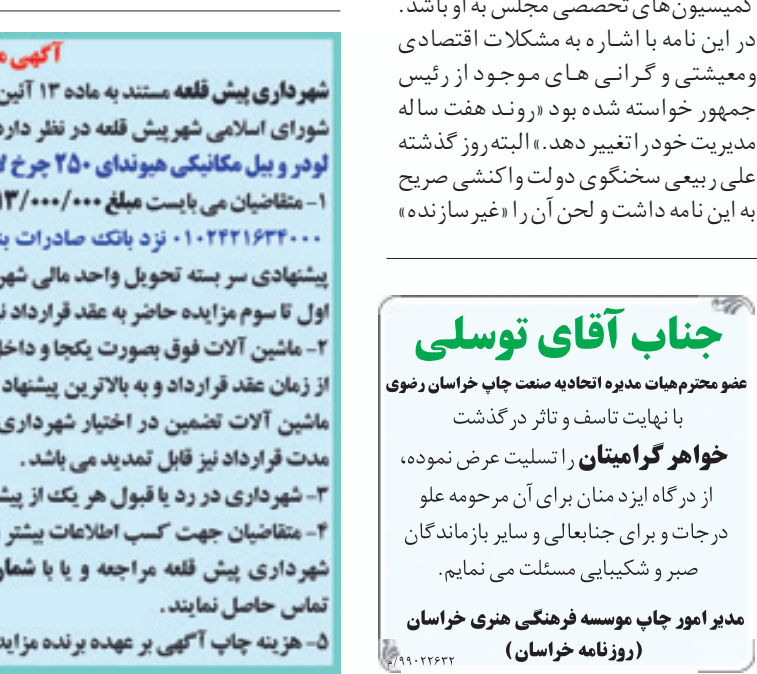 کمیسیون‌های تخصصی مجلس به او باشد.
در این نامه با اشاره به مشکلات اقتصادی
ومعیشتی و گرانی های موجود از رئیس
جمهور خواسته شده بود «روند هفت ساله
مدیریت خود را تغییر دهد.» البته روز گذشته
علی ربیعی سخنگوی دولت واکنشی صریح
به این نامه داشت و لحن آن را «غیرسازنده»
جناب آقای توسلی
عضو محترم هیات مدیره اتحادیه صنعت چاپ خراسان رضوی
با نهایت تاسف و تاثر درگذشت
خواهر گرامیتان را تسلیت عرض نموده،
از درگاه ایزد منان برای آن مرحومه علو
درجات و برای جنابعالی و سایر بازماندگان
صبر و شکیبایی مسئلت می نمایم.
مدیر امور چاپ موسسه فرهنگی هنری خراسان
(روزنامه خراسان)
۹۹۰۲۲۶۳۲/م
آگهی
شهرداری پیش قلعه مستند به ماده ۱۳ آئین
شورای اسلامی شهر پیش قلعه در نظر دارد
لودر و بیل مکانیکی هیوندای ۲۵۰ چرخ
۱- متقاضیان می بایست مبلغ ۱۳/۰۰۰/۰۰۰
۰۱۰۲۴۲۱۶۳۴۰۰۰ نزد بانک صادرات
پیشنهادی سر بسته تحویل واحد مالی
اول تا سوم مزایده حاضر به عقد قرارداد
۲- ماشین آلات فوق بصورت یکجا و
از زمان عقد قرارداد و به بالاترین پیشنهاد
ماشین آلات تضمین در اختیار شهرداری
مدت قرارداد نیز قابل تمدید می باشد.
۳- شهرداری در رد یا قبول هر یک از
۴- متقاضیان جهت کسب اطلاعات بیشتر
شهرداری پیش قلعه مراجعه و یا با
تماس حاصل نمایند.
۵- هزینه چاپ آگهی بر عهده برنده